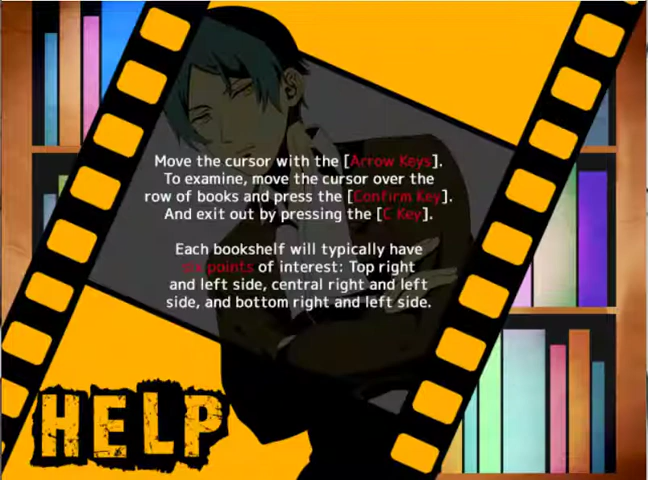 Move the cursor with the [Arrow Keys].
To examine, move the cursor over the
row of books and press the [Confirm Key].
And exit out by pressing the [C Key].
Each bookshelf will typically have
six points of interest: Top right
and left side, central right and left
side, and bottom right and left side.
HELP